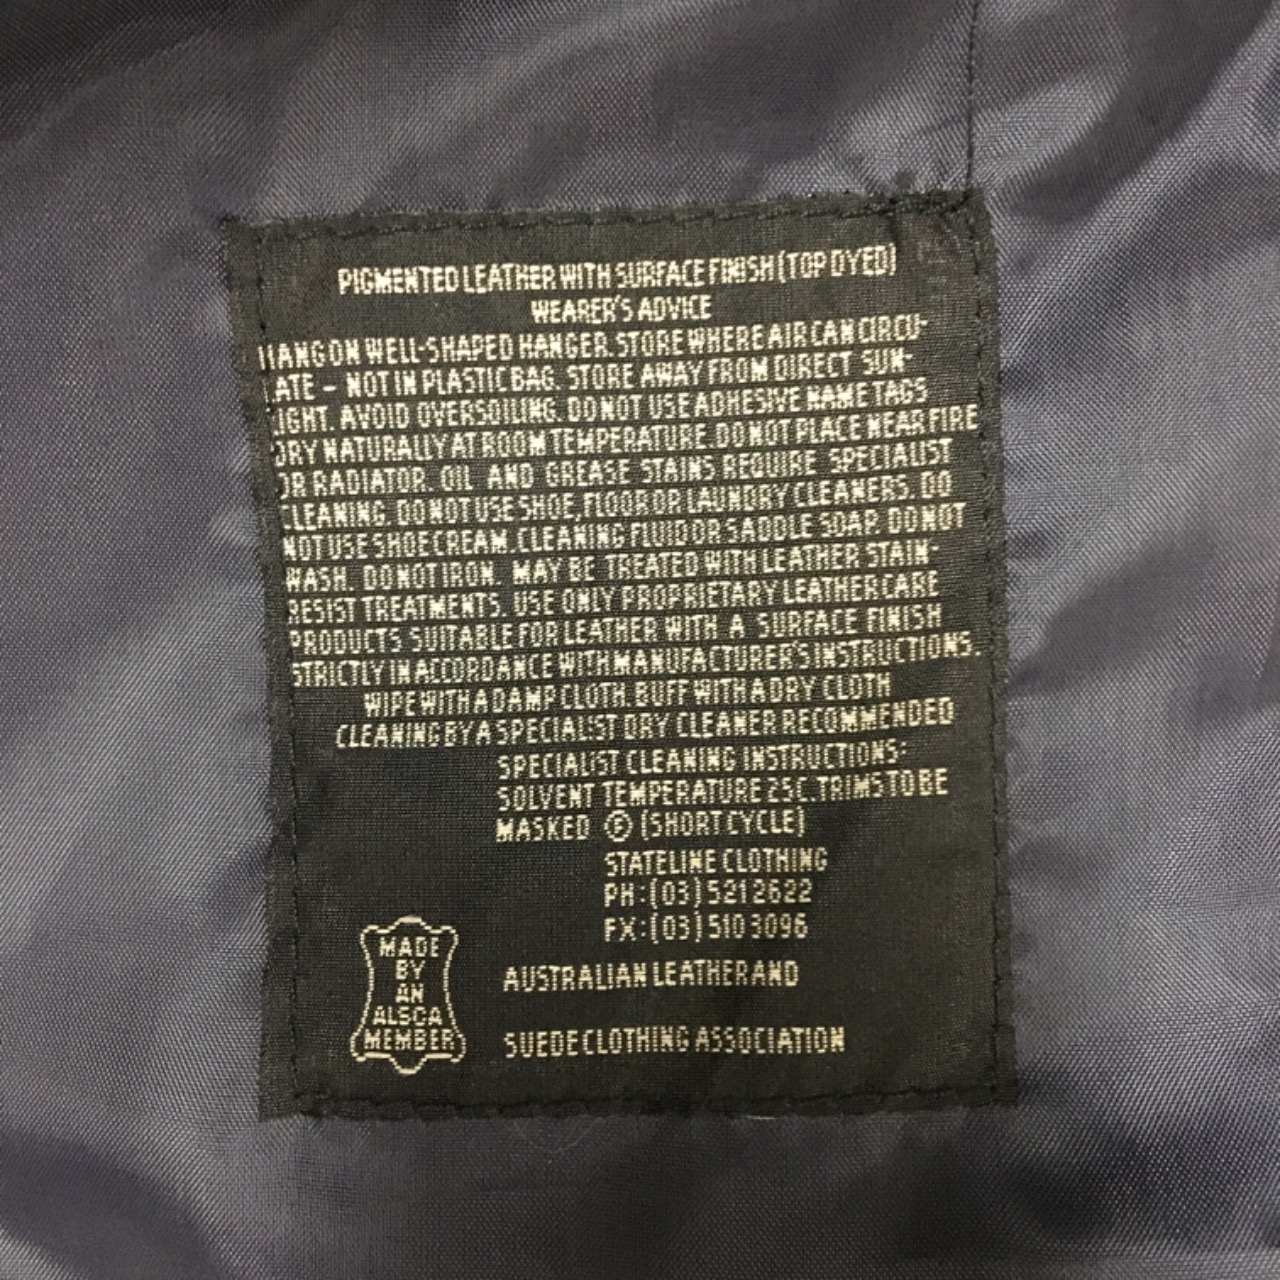 PIGMENTED LEATHER WITH SURFACE FINISH (TOP DYED)
WEARER'S ADVICE
HANG ON WELL-SHAPED HANGER. STORE WHERE AIR CAN CIRCU-
ATE - NOT IN PLASTIC BAG. STORE AWAY FROM DIRECT SUN-
IGHT. AVOID OVERSOILING. DO NOT USE ADHESIVE NAME TAGS
DRY NATURALLY AT ROOM TEMPERATURE. DO NOT PLACE NEAR FIRE
OR RADIATOR. OIL AND GREASE STAINS REQUIRE SPECIALIST
CLEANING. DO NOT USE SHOE, FLOOR OR LAUNDRY CLEANERS. DO
NOT USE SHOE CREAM, CLEANING FLUID OR SADDLE SOAP. DO NOT
WASH. DO NOT IRON. MAY BE TREATED WITH LEATHER STAIN-
RESIST TREATMENTS. USE ONLY PROPRIETARY LEATHER CARE
PRODUCTS SUITABLE FOR LEATHER WITH A SURFACE FINISH
STRICTLY IN ACCORDANCE WITH MANUFACTURER'S INSTRUCTIONS.
WIPE WITH A DAMP CLOTH. BUFF WITH A DRY CLOTH
CLEANING BY A SPECIALIST DRY CLEANER RECOMMENDED
SPECIALIST CLEANING INSTRUCTIONS:
SOLVENT TEMPERATURE 25C. TRIMS TO BE
MASKED Ⓕ (SHORT CYCLE)
STATELINE CLOTHING
PH:(03) 521 2622
FX:(03) 510 3096
MADE
BY
AN
ALSCA
MEMBER
AUSTRALIAN LEATHER AND
SUEDE CLOTHING ASSOCIATION